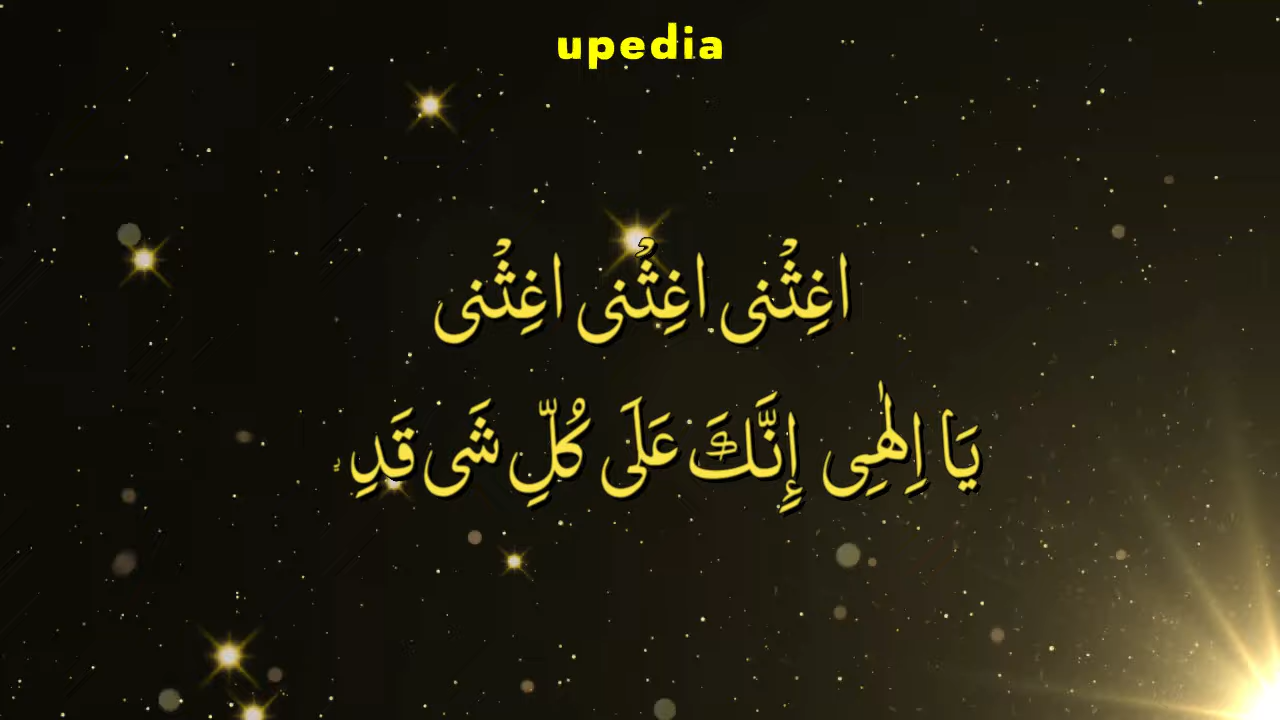 upedia
اغِثْنی اغِثْنی اغِثْنی
یَا اِلٰهِی إِنَّكَ عَلَی كُلِّ شَی قَدِ